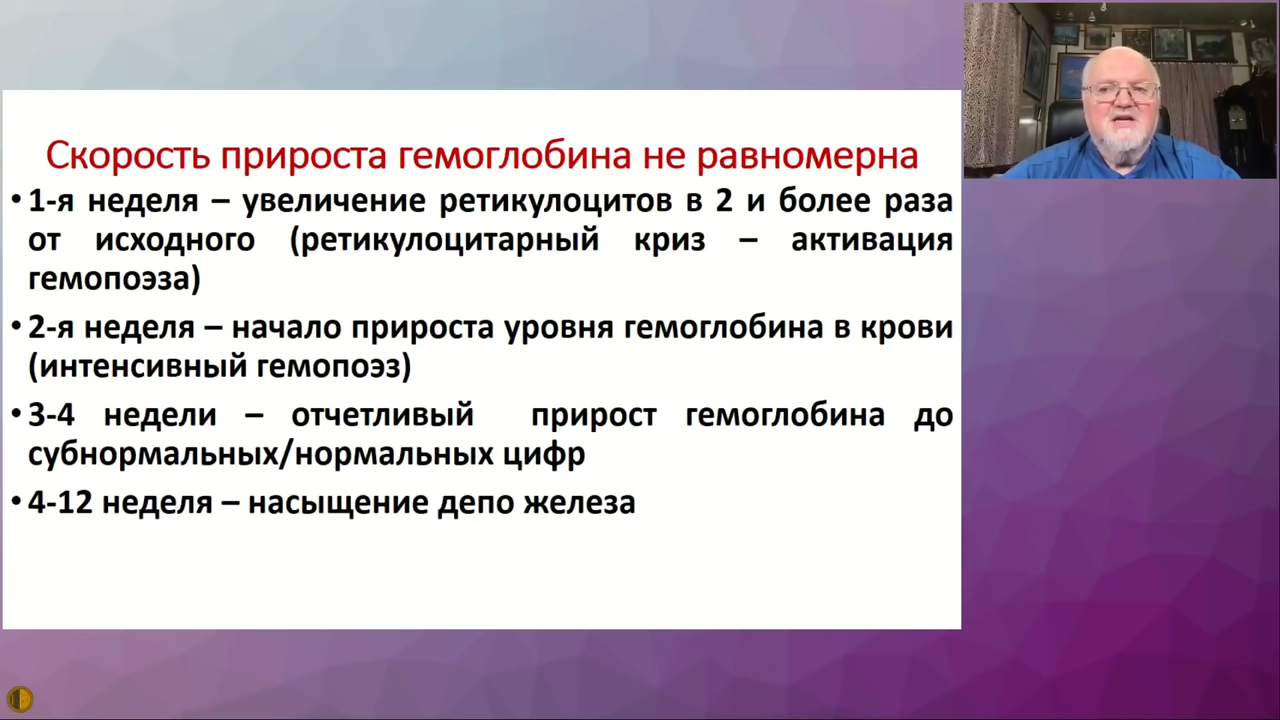 Скорость прироста гемоглобина не равномерна
• 1-я неделя – увеличение ретикулоцитов в 2 и более раза
от исходного (ретикулоцитарный криз – активация
гемопоэза)
• 2-я неделя – начало прироста уровня гемоглобина в крови
(интенсивный гемопоэз)
• 3-4 недели – отчетливый прирост гемоглобина до
субнормальных/нормальных цифр
• 4-12 неделя – насыщение депо железа